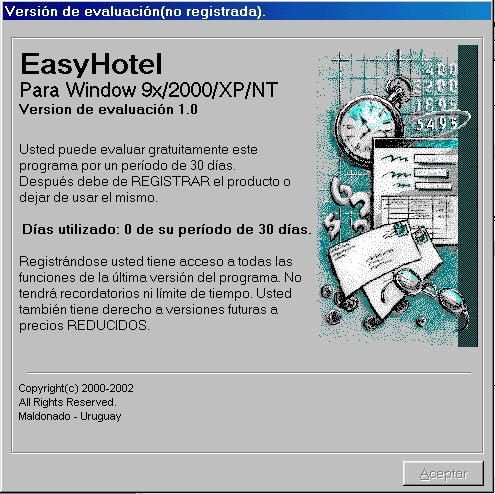 Versión de evaluación(no registrada).
EasyHotel
Para Window 9x/2000/XP/NT
Version de evaluación 1.0
Usted puede evaluar gratuitamente este
programa por un período de 30 días.
Después debe de REGISTRAR el producto o
dejar de usar el mismo.
Días utilizado: 0 de su período de 30 días.
Registrándose usted tiene acceso a todas las
funciones de la última versión del programa. No
tendrá recordatorios ni límite de tiempo. Usted
también tiene derecho a versiones futuras a
precios REDUCIDOS.
Copyright(c) 2000-2002
All Rights Reserved.
Maldonado - Uruguay
Aceptar
400
3200
1895
5495